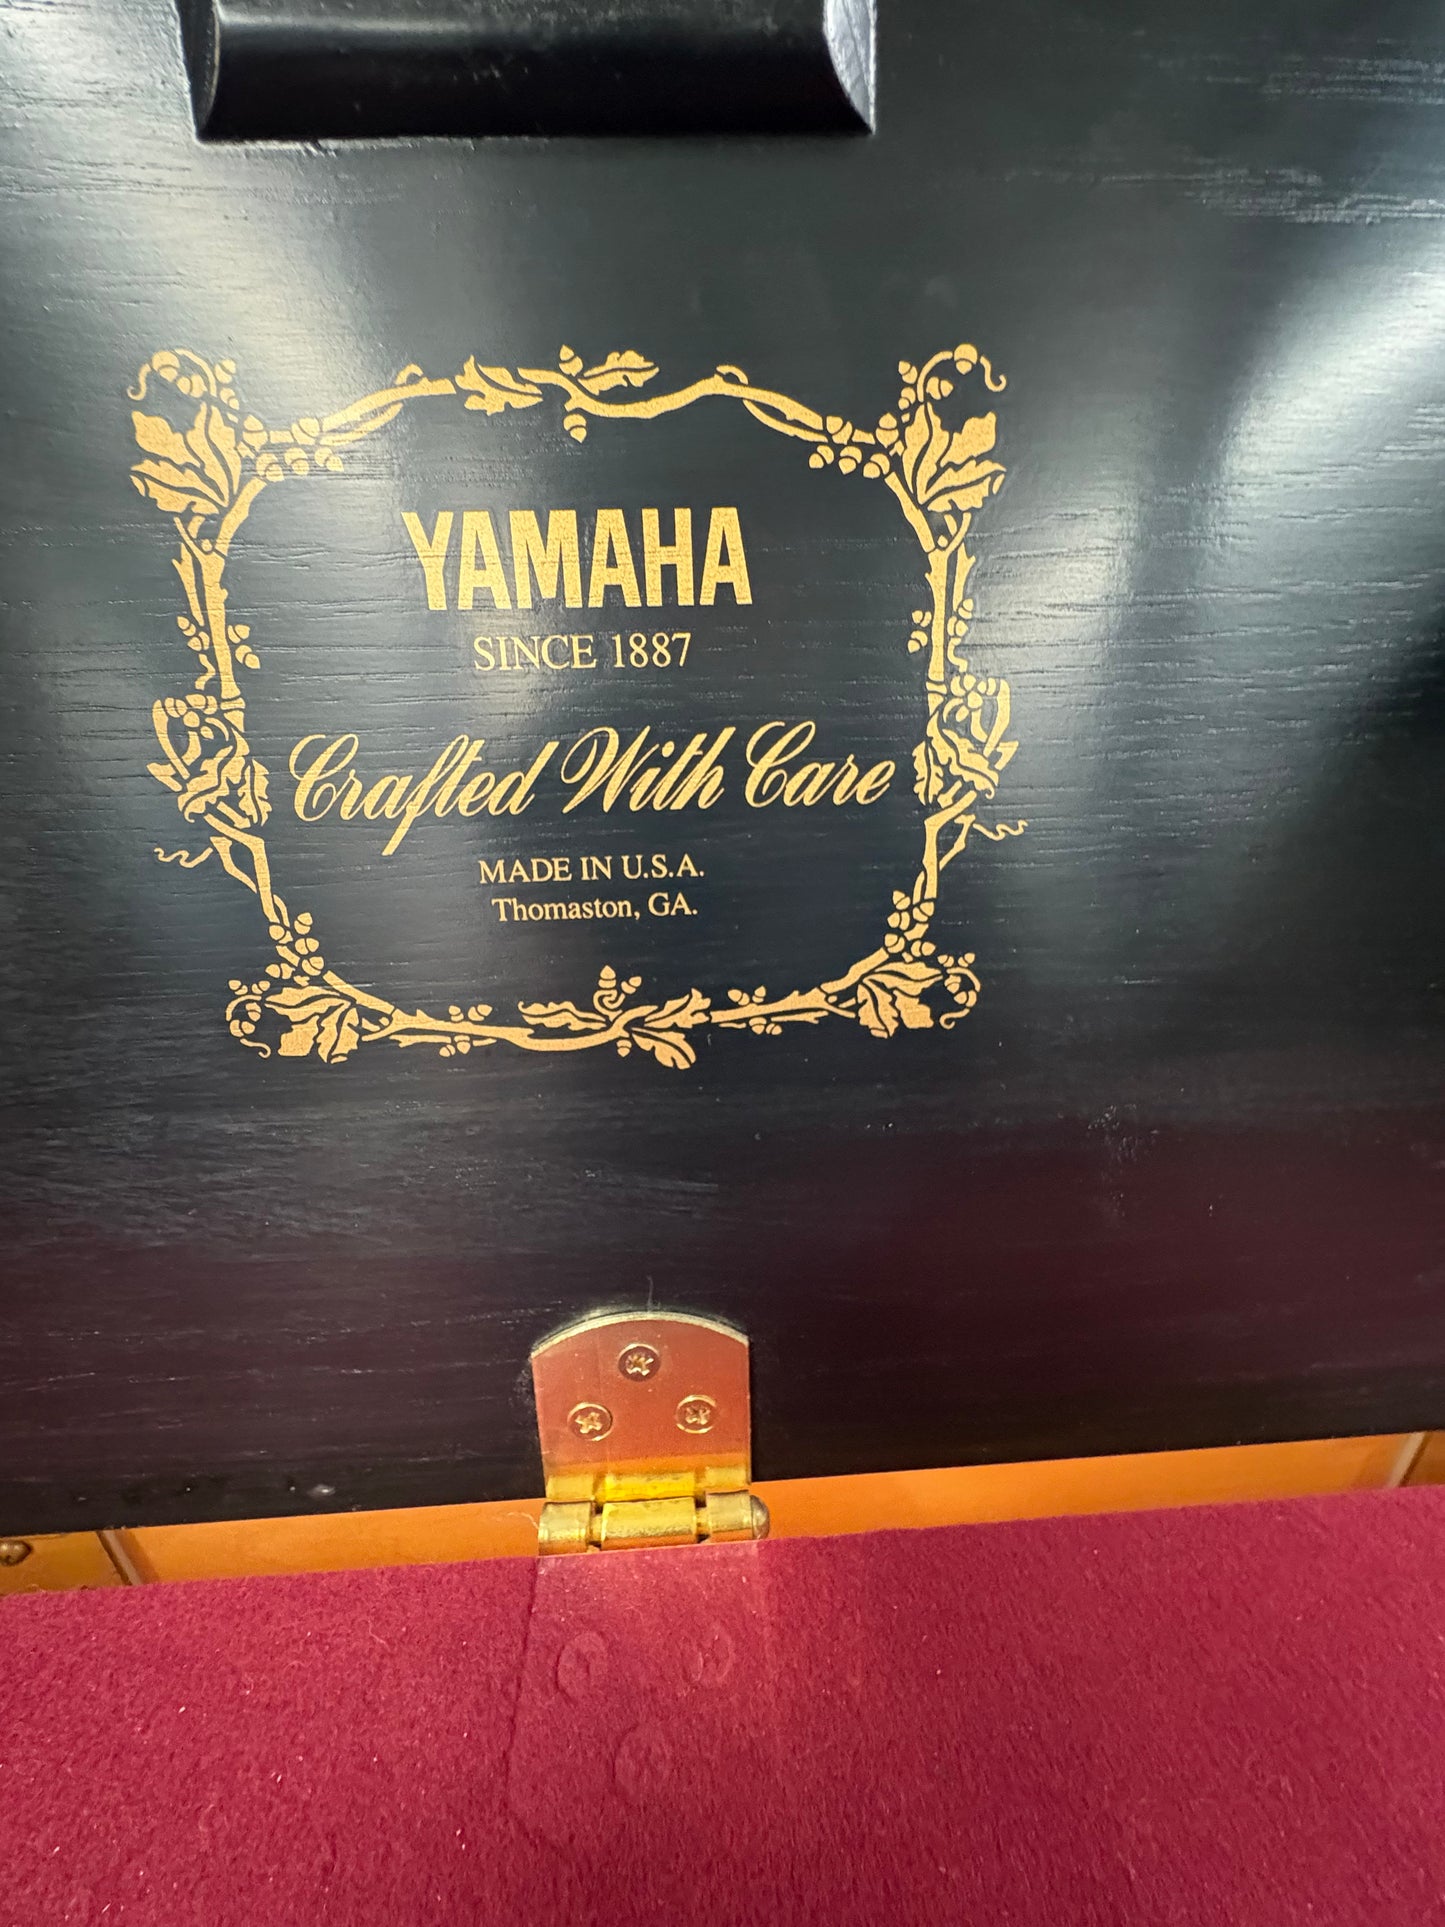 YAMAHA
SINCE 1887
Crafted With Care
MADE IN U.S.A.
Thomaston, GA.